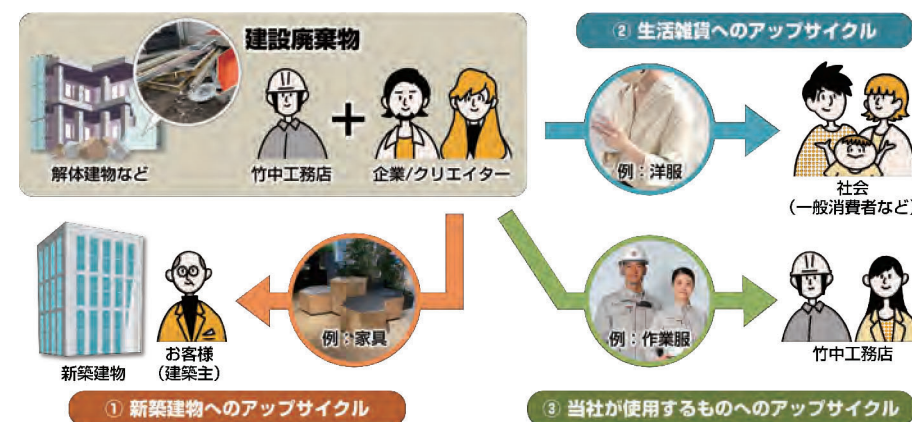 建設廃棄物
解体建物など
竹中工務店
企業/クリエイター
② 生活雑貨へのアップサイクル
例：洋服
社会
（一般消費者など）
新築建物
お客様
（建築主）
例：家具
① 新築建物へのアップサイクル
例：作業服
竹中工務店
③ 当社が使用するものへのアップサイクル